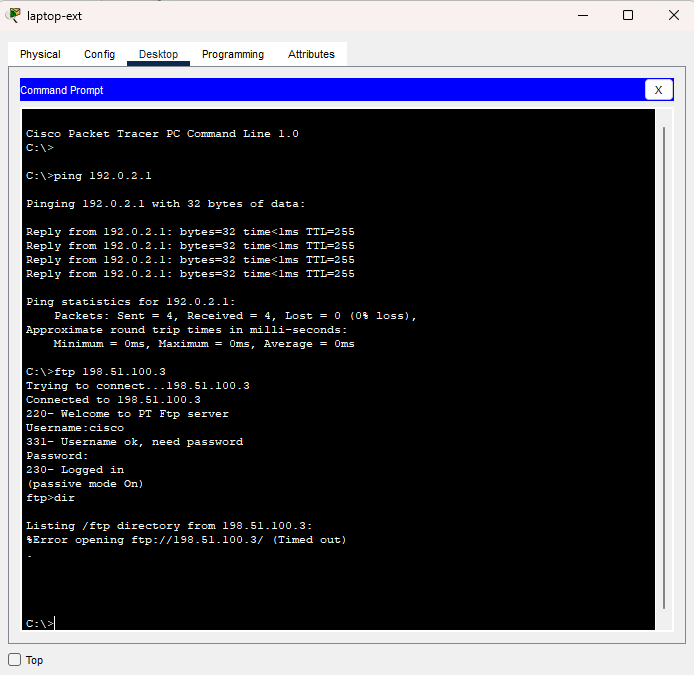 laptop-ext
Physical Config Desktop Programming Attributes
Command Prompt X
Cisco Packet Tracer PC Command Line 1.0
C:\>
C:\>ping 192.0.2.1
Pinging 192.0.2.1 with 32 bytes of data:
Reply from 192.0.2.1: bytes=32 time<1ms TTL=255
Reply from 192.0.2.1: bytes=32 time<1ms TTL=255
Reply from 192.0.2.1: bytes=32 time<1ms TTL=255
Reply from 192.0.2.1: bytes=32 time<1ms TTL=255
Ping statistics for 192.0.2.1:
Packets: Sent = 4, Received = 4, Lost = 0 (0% loss),
Approximate round trip times in milli-seconds:
Minimum = 0ms, Maximum = 0ms, Average = 0ms
C:\>ftp 198.51.100.3
Trying to connect...198.51.100.3
Connected to 198.51.100.3
220- Welcome to PT Ftp server
Username:cisco
331- Username ok, need password
Password:
230- Logged in
(passive mode On)
ftp>dir
Listing /ftp directory from 198.51.100.3:
%Error opening ftp://198.51.100.3/ (Timed out)
.
C:\>
Top